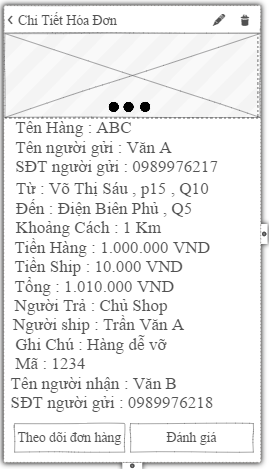 Chi Tiết Hóa Đơn
Tên Hàng : ABC
Tên người gửi : Văn A
SĐT người gửi : 0989976217
Từ : Võ Thị Sáu , p15 , Q10
Đến : Điện Biên Phủ , Q5
Khoảng Cách : 1 Km
Tiền Hàng : 1.000.000 VND
Tiền Ship : 10.000 VND
Tổng : 1.010.000 VND
Người Trả : Chủ Shop
Người ship : Trần Văn A
Ghi Chú : Hàng dễ vỡ
Mã : 1234
Tên người nhận : Văn B
SĐT người gửi : 0989976218
Theo dõi đơn hàng
Đánh giá